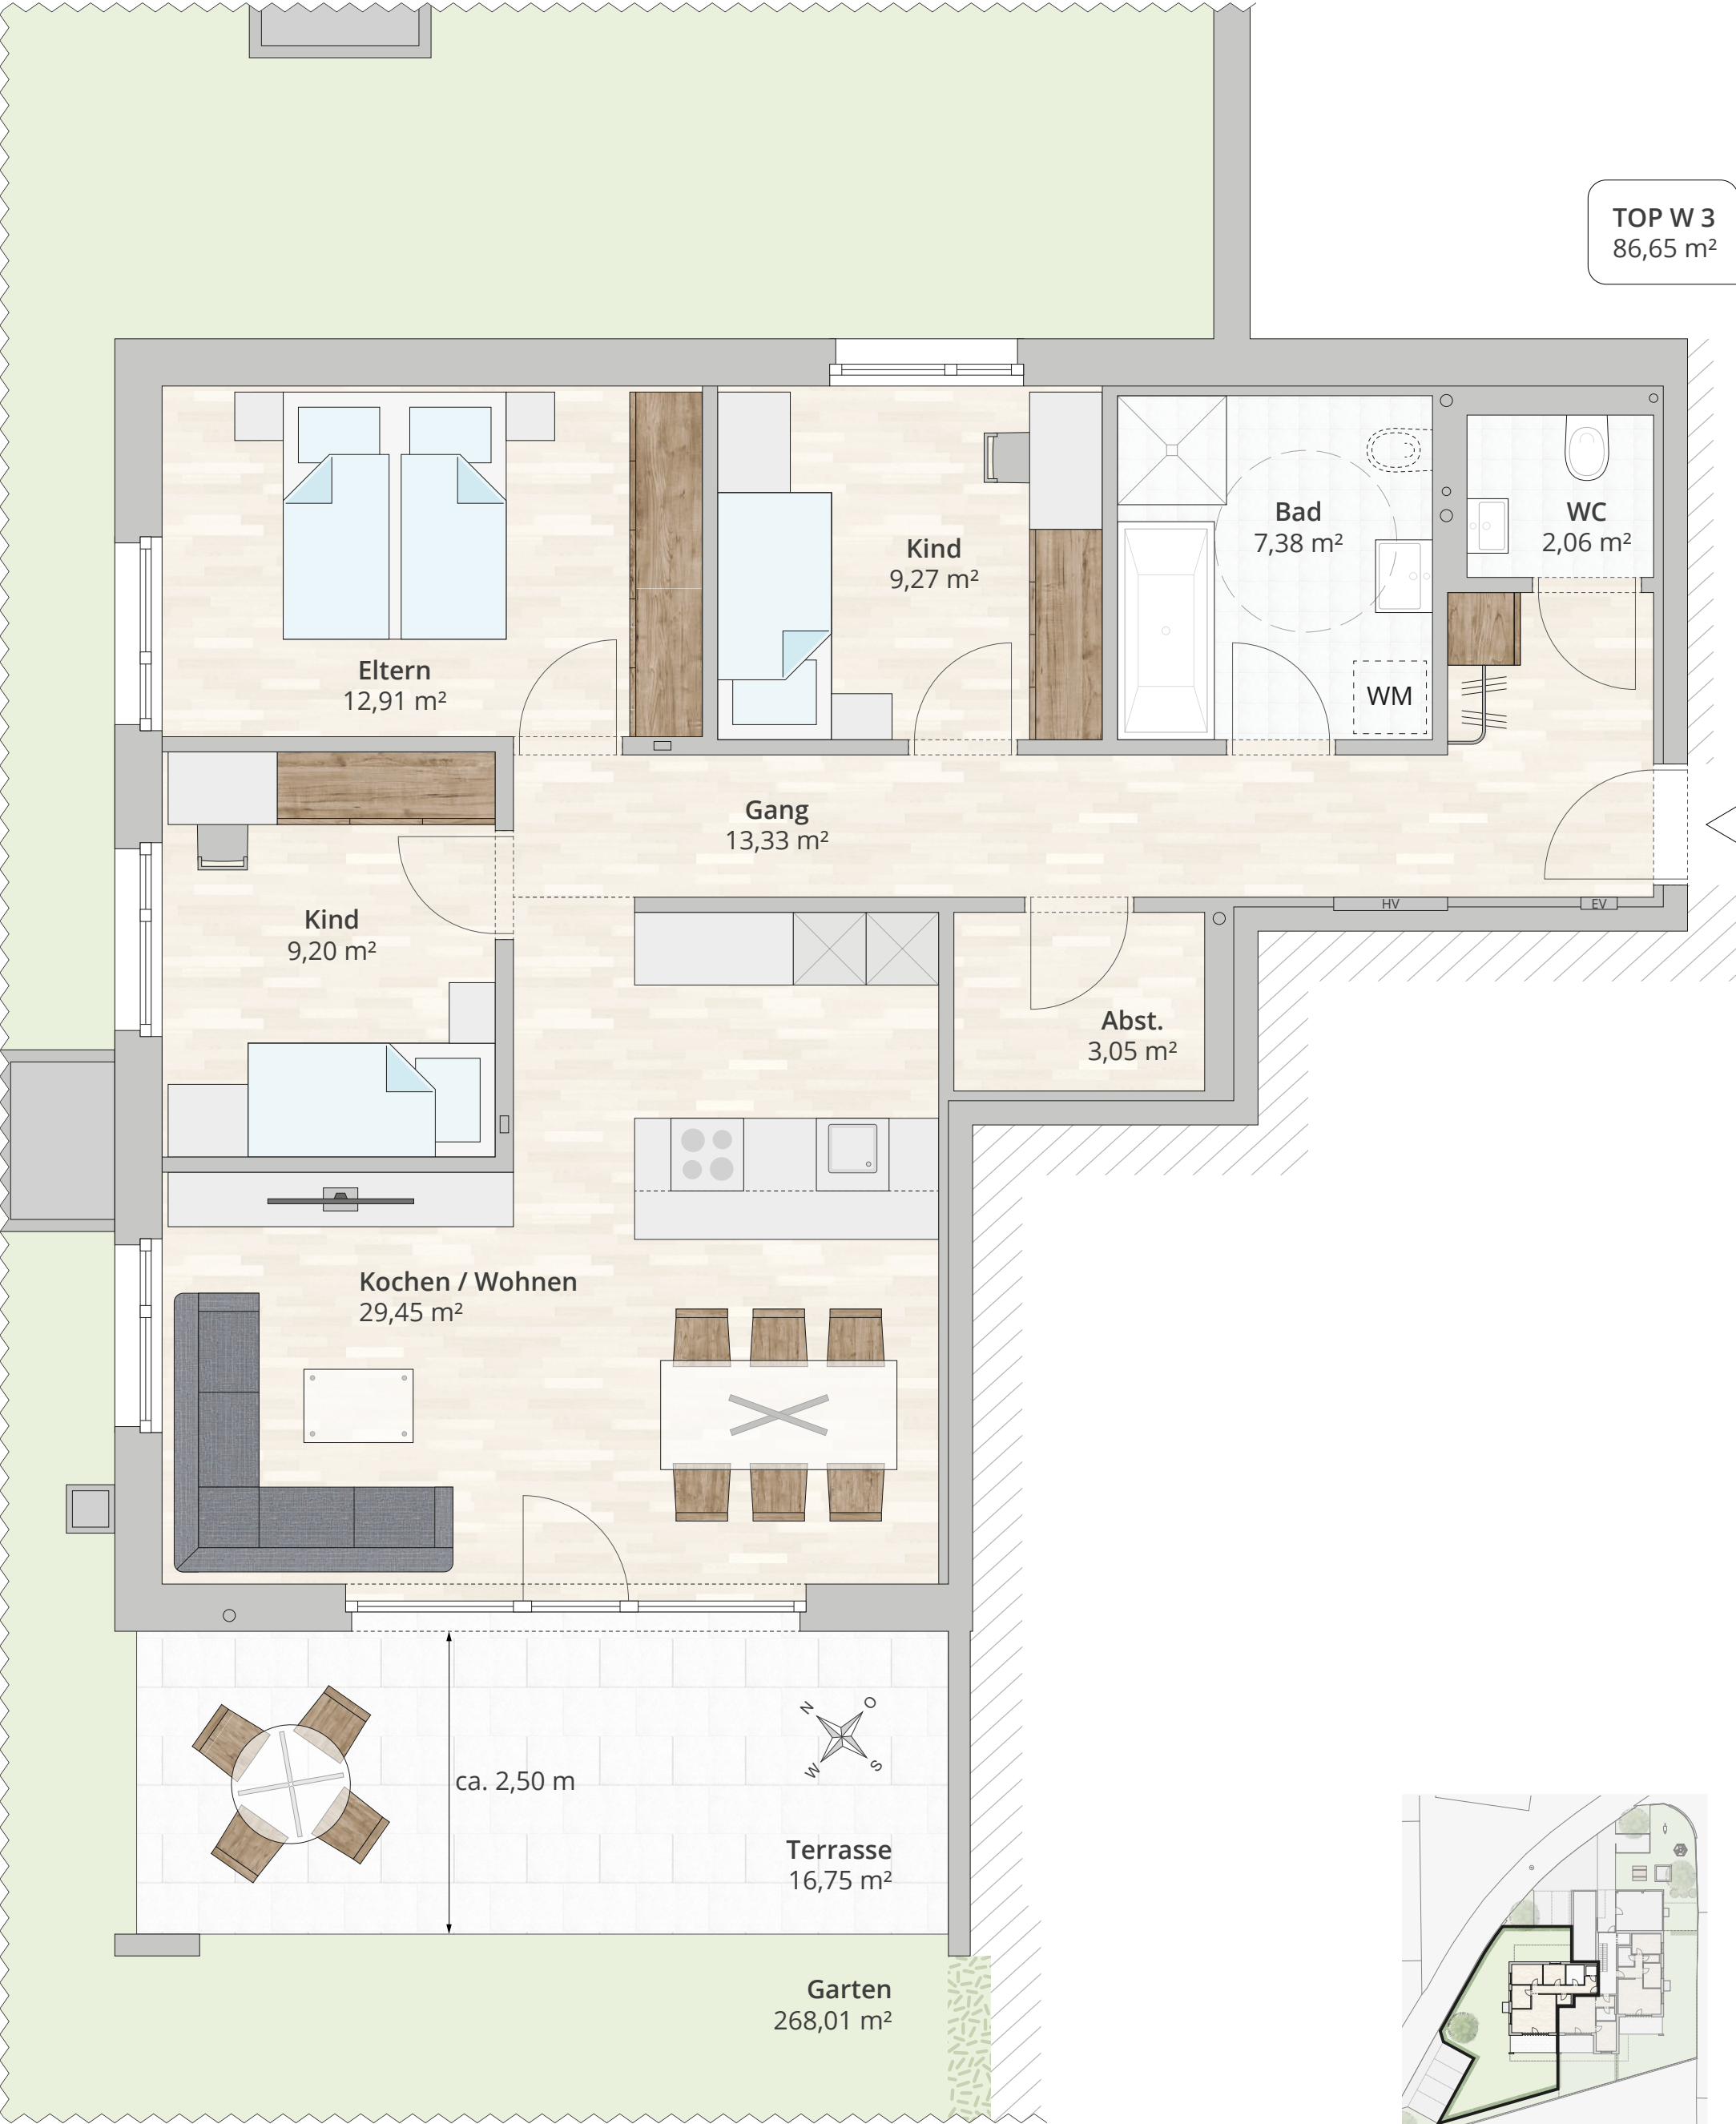 TOP W 3
86,65 m²
Bad
7,38 m²
WC
2,06 m²
Kind
9,27 m²
Eltern
12,91 m²
WM
Gang
13,33 m²
HV
EV
Kind
9,20 m²
Abst.
3,05 m²
Kochen / Wohnen
29,45 m²
N
O
W
S
ca. 2,50 m
Terrasse
16,75 m²
Garten
268,01 m²